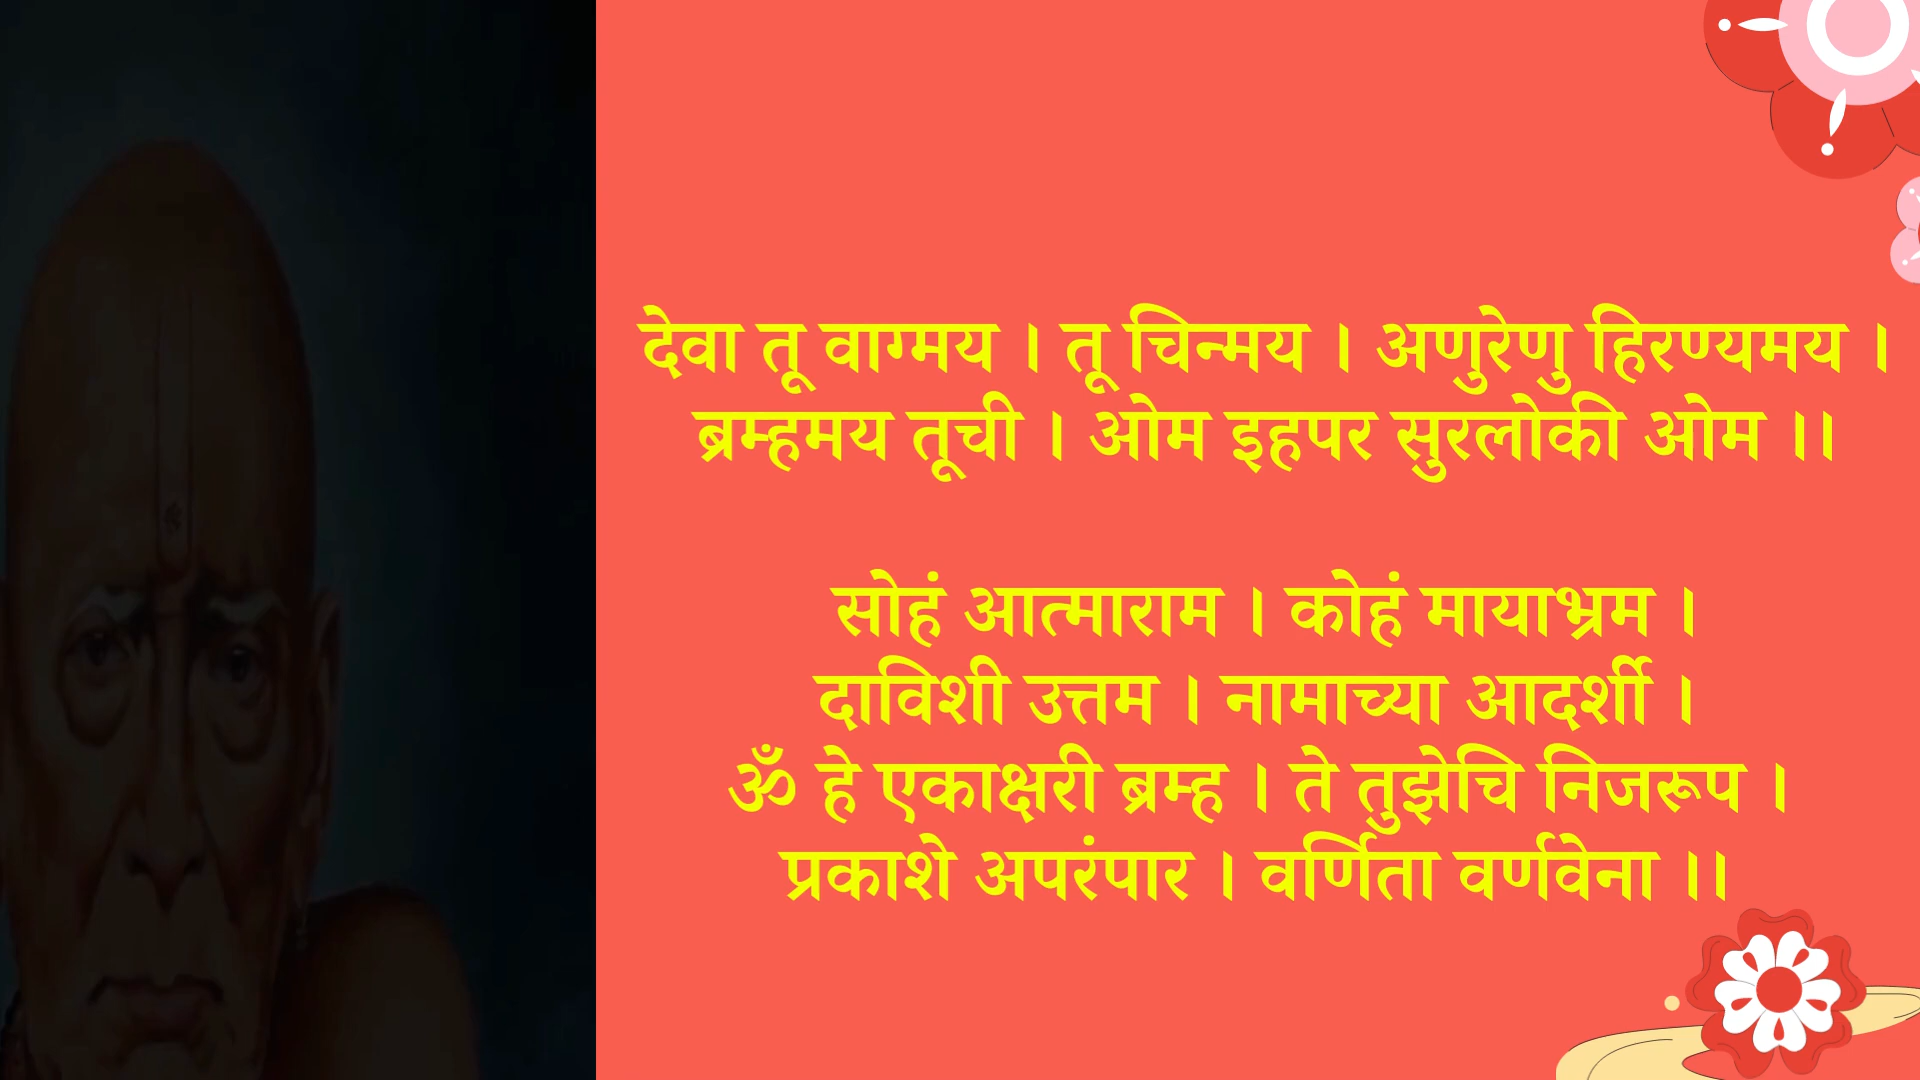 देवा तू वाग्मय । तू चिन्मय । अणुरेणु हिरण्यमय ।
ब्रम्हमय तूची । ओम इहपर सुरलोकी ओम ।।
सोहं आत्माराम । कोहं मायाभ्रम ।
दाविशी उत्तम । नामाच्या आदर्शी ।
ॐ हे एकाक्षरी ब्रम्ह । ते तुझेचि निजरूप ।
प्रकाशे अपरंपार । वर्णिता वर्णवेना ।।